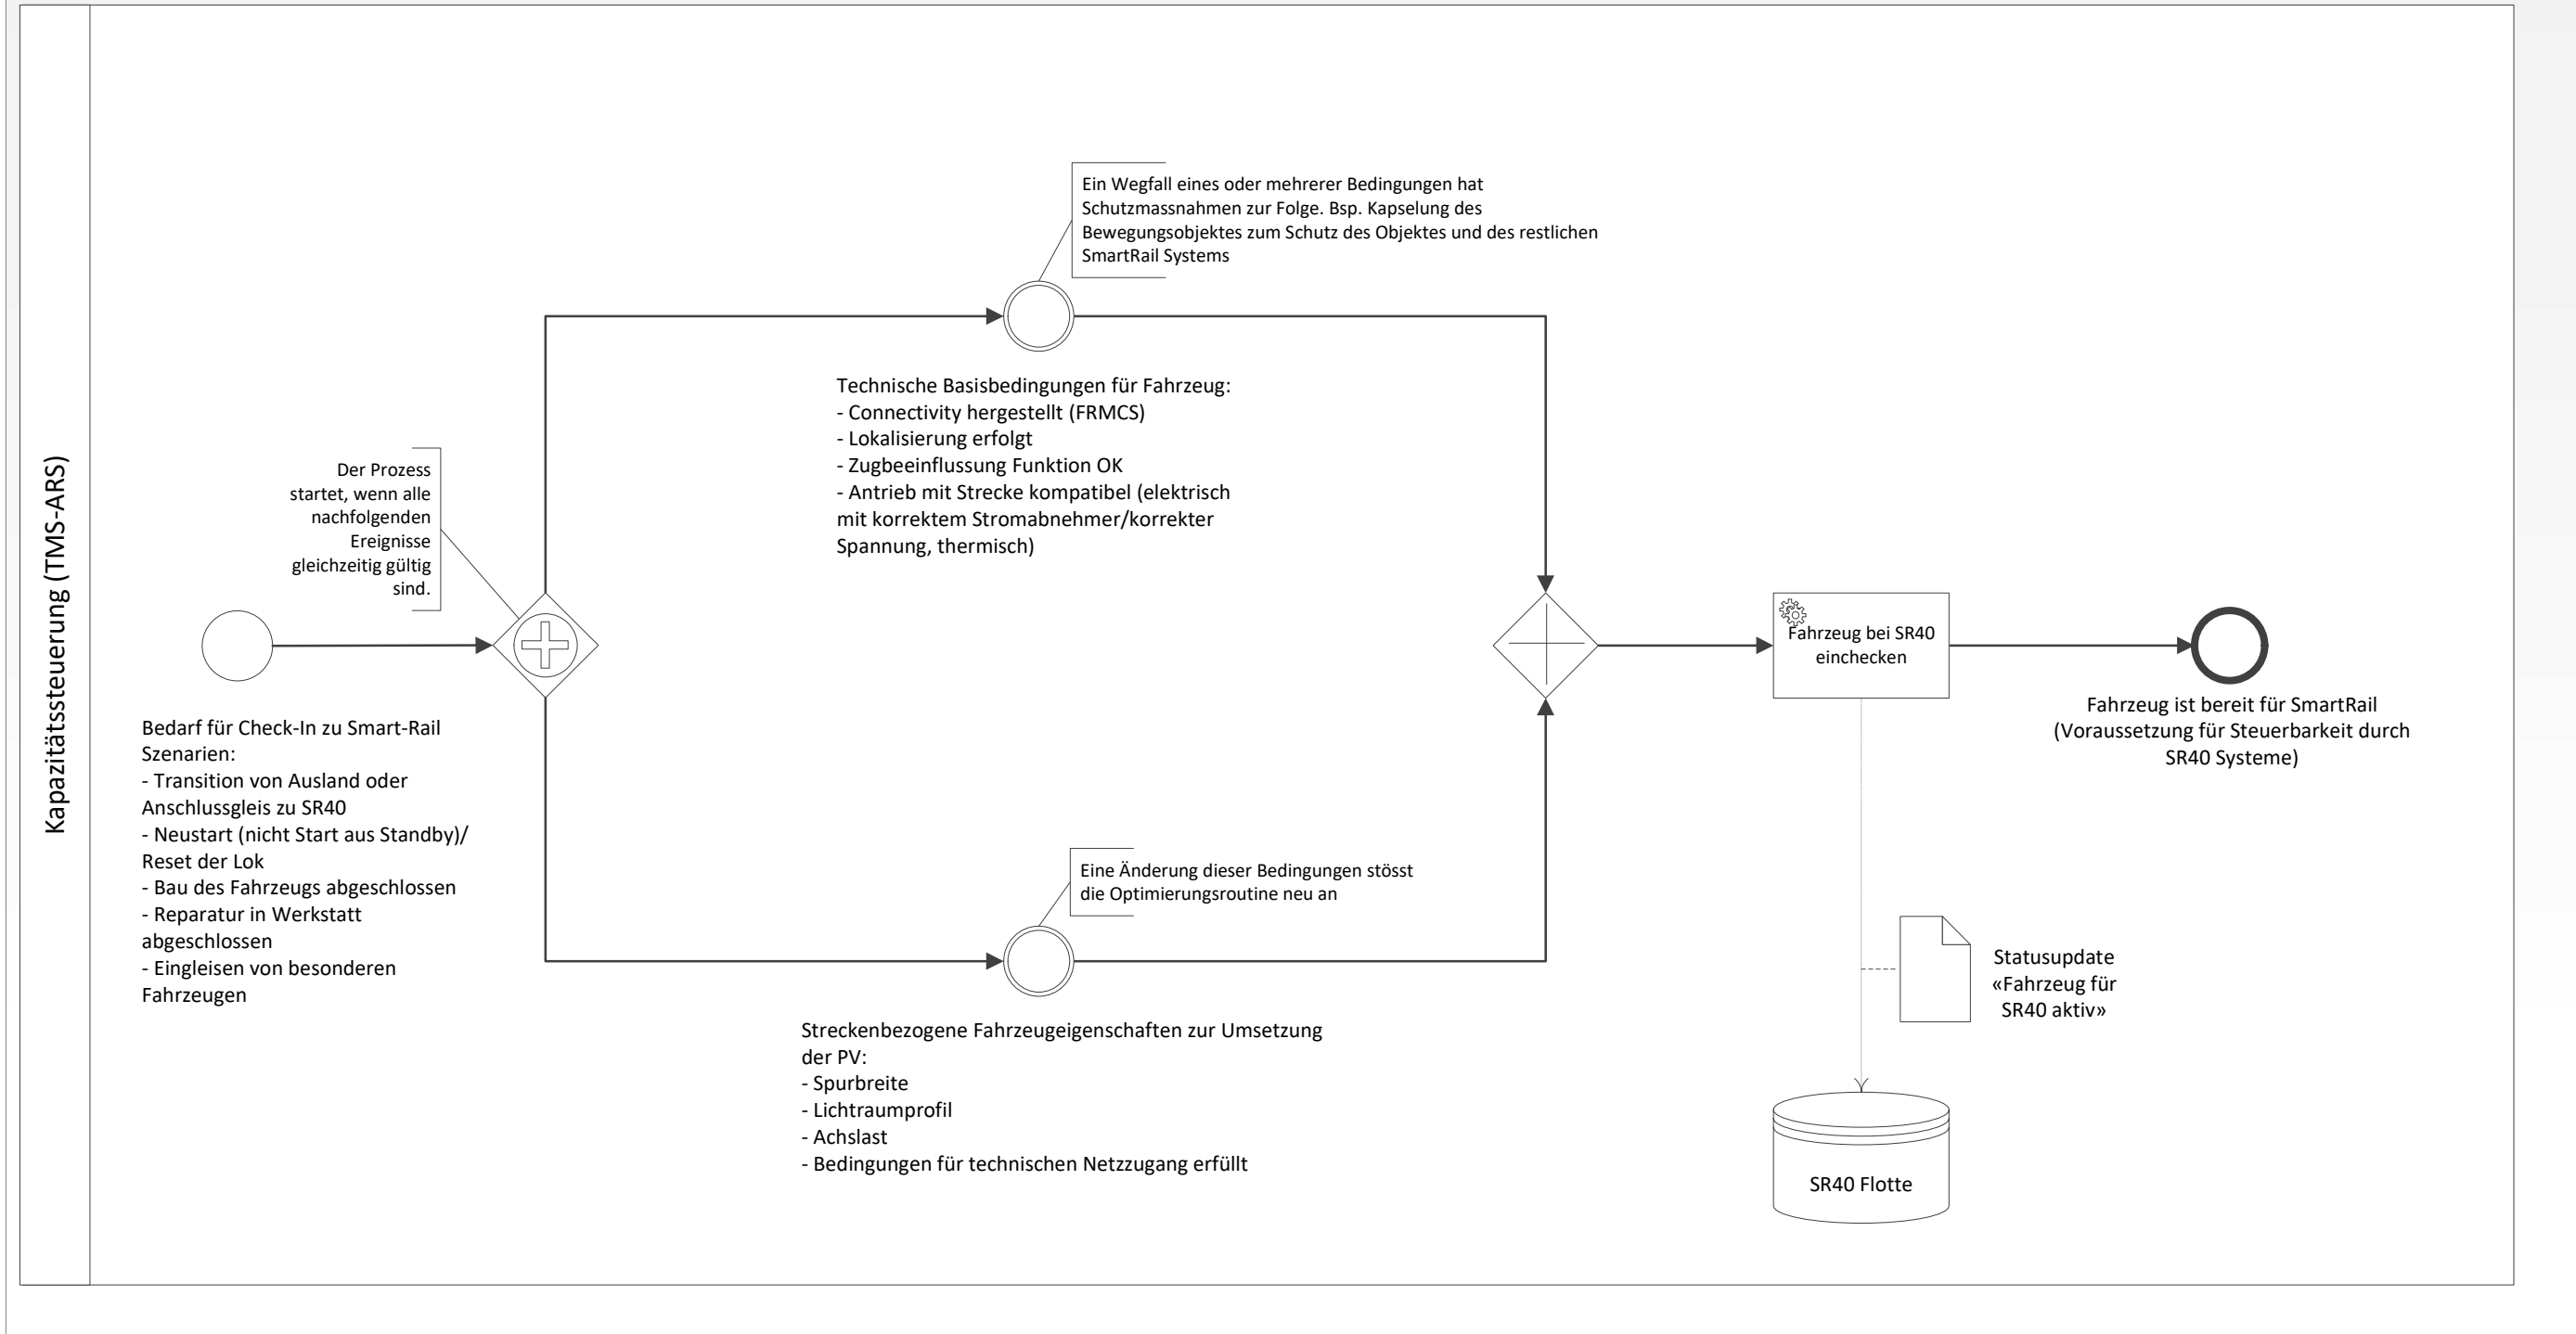 Kapazitätssteuerung (TMS-ARS)
Ein Wegfall eines oder mehrerer Bedingungen hat
Schutzmassnahmen zur Folge. Bsp. Kapselung des
Bewegungsobjektes zum Schutz des Objektes und des restlichen
SmartRail Systems
Technische Basisbedingungen für Fahrzeug:
- Connectivity hergestellt (FRMCS)
- Lokalisierung erfolgt
- Zugbeeinflussung Funktion OK
- Antrieb mit Strecke kompatibel (elektrisch
mit korrektem Stromabnehmer/korrekter
Spannung, thermisch)
Der Prozess
startet, wenn alle
nachfolgenden
Ereignisse
gleichzeitig gültig
sind.
Bedarf für Check-In zu Smart-Rail
Szenarien:
- Transition von Ausland oder
Anschlussgleis zu SR40
- Neustart (nicht Start aus Standby)/
Reset der Lok
- Bau des Fahrzeugs abgeschlossen
- Reparatur in Werkstatt
abgeschlossen
- Eingleisen von besonderen
Fahrzeugen
Eine Änderung dieser Bedingungen stösst
die Optimierungsroutine neu an
Streckenbezogene Fahrzeugeigenschaften zur Umsetzung
der PV:
- Spurbreite
- Lichtraumprofil
- Achslast
- Bedingungen für technischen Netzzugang erfüllt
Fahrzeug bei SR40
einchecken
Fahrzeug ist bereit für SmartRail
(Voraussetzung für Steuerbarkeit durch
SR40 Systeme)
Statusupdate
«Fahrzeug für
SR40 aktiv»
SR40 Flotte